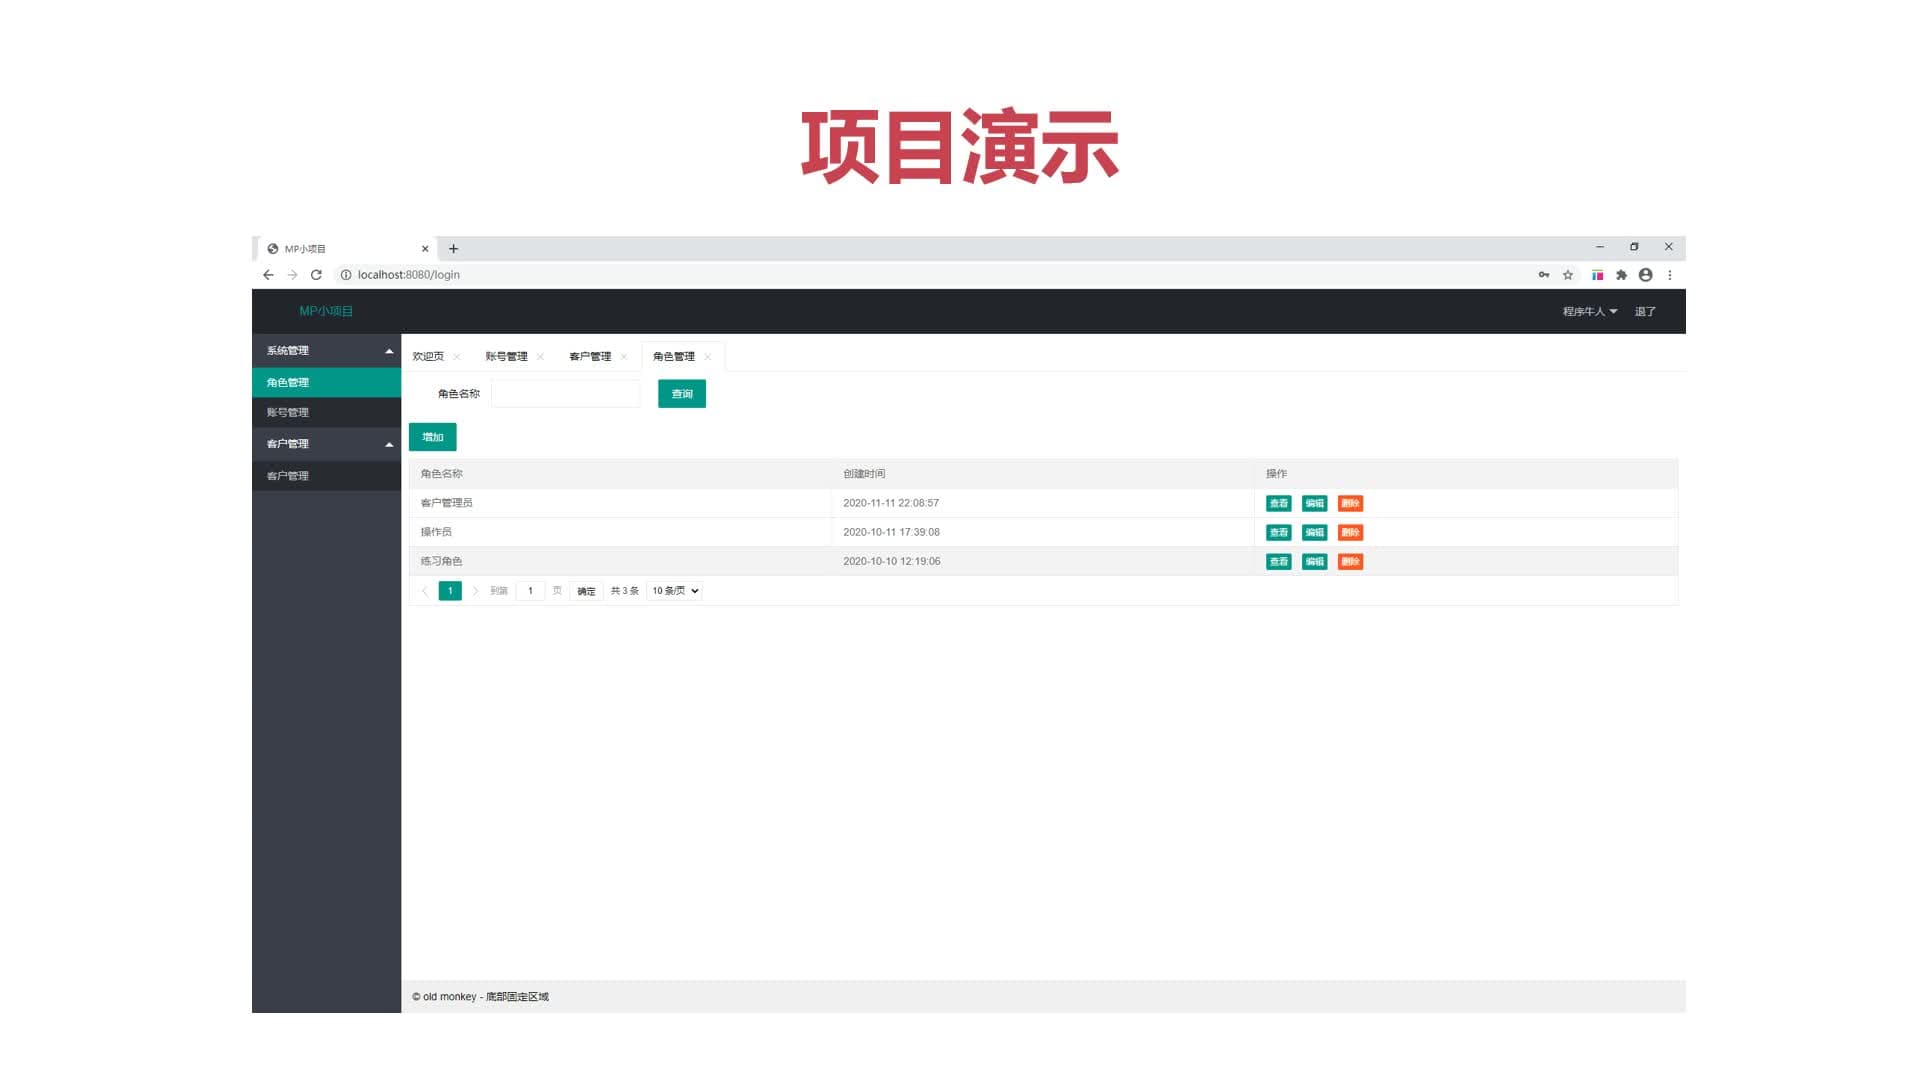 项目演示
MP小项目
localhost:8080/login
MP小项目
程序牛人 退了
系统管理
角色管理
账号管理
客户管理
客户管理
欢迎页 账号管理 客户管理 角色管理
角色名称 查询
增加
角色名称 创建时间 操作
客户管理员 2020-11-11 22:08:57 查看 编辑 删除
操作员 2020-10-11 17:39:08 查看 编辑 删除
练习角色 2020-10-10 12:19:06 查看 编辑 删除
1 到第 1 页 确定 共 3 条 10 条/页
© old monkey - 底部固定区域